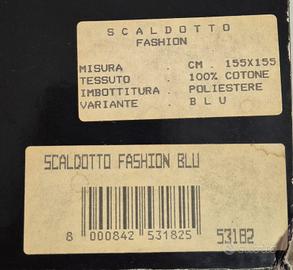 SCALDOTTO
FASHION
MISURA : CM. 155X155
TESSUTO : 100% COTONE
IMBOTTITURA : POLIESTERE
VARIANTE : BLU
SCALDOTTO FASHION BLU
8 000842 531825 53182